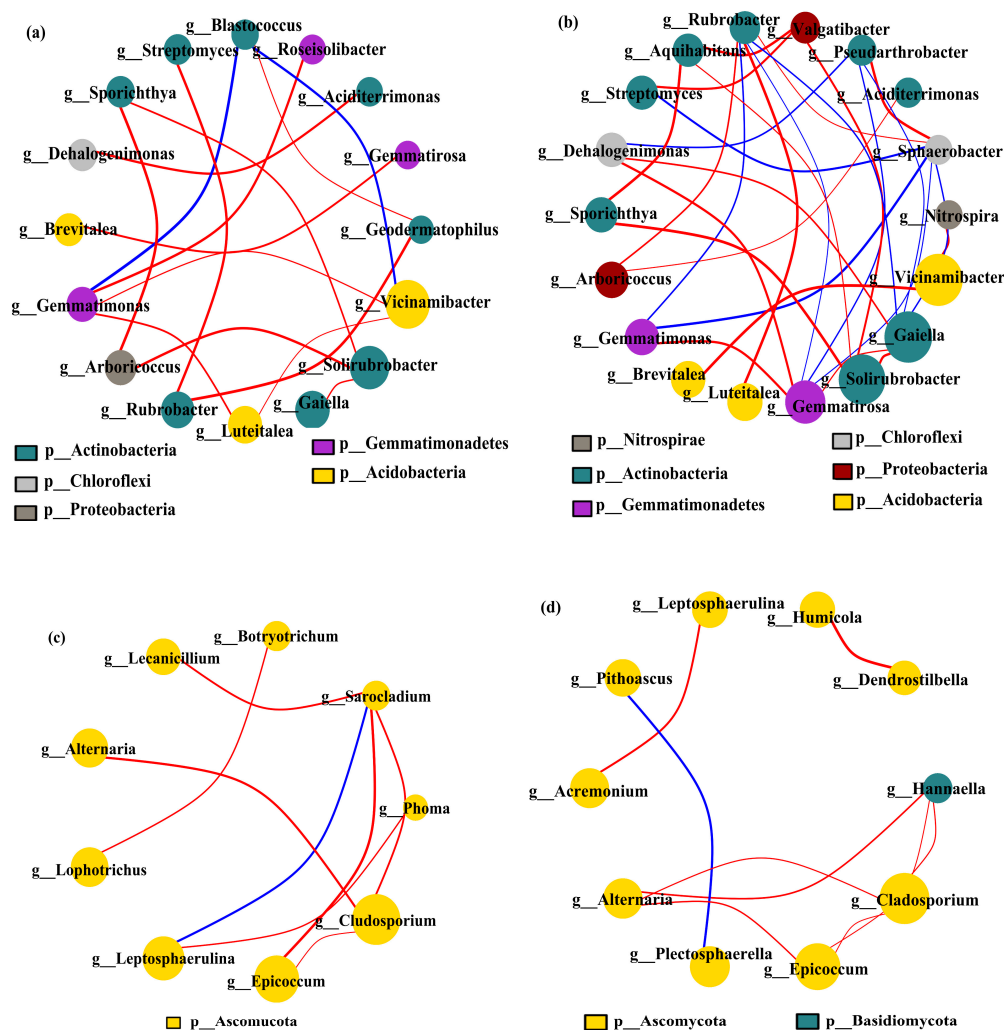 (a)
g__Blastococcus
g__Streptomyces
g__Roseisolibacter
g__Sporichthya
g__Aciditerrimonas
g__Dehalogenimonas
g__Gemmatirosa
g__Brevitalea
g__Geodermatophilus
g__Gemmatimonas
g__Vicinamibacter
g__Arboricoccus
g__Solirubrobacter
g__Rubrobacter
g__Gaiella
g__Luteitalea
p__Actinobacteria
p__Gemmatimonadetes
p__Chloroflexi
p__Acidobacteria
p__Proteobacteria
(b)
g__Rubrobacter
g__Valgatibacter
g__Aquihabitans
g__Pseudarthrobacter
g__Streptomyces
g__Aciditerrimonas
g__Dehalogenimonas
g__Sphaerobacter
g__Sporichthya
g__Nitrospira
g__Arboricoccus
g__Vicinamibacter
g__Gemmatimonas
g__Gaiella
g__Brevitalea
g__Solirubrobacter
g__Luteitalea
g__Gemmatirosa
p__Nitrospirae
p__Chloroflexi
p__Actinobacteria
p__Proteobacteria
p__Gemmatimonadetes
p__Acidobacteria
(c)
g__Botryotrichum
g__Lecanicillium
g__Sarocladium
g__Alternaria
g__Phoma
g__Lophotrichus
g__Cludosporium
g__Leptosphaerulina
g__Epicoccum
p__Ascomucota
(d)
g__Leptosphaerulina
g__Humicola
g__Pithoascus
g__Dendrostilbella
g__Acremonium
g__Hannaella
g__Alternaria
g__Cladosporium
g__Plectosphaerella
g__Epicoccum
p__Ascomycota
p__Basidiomycota